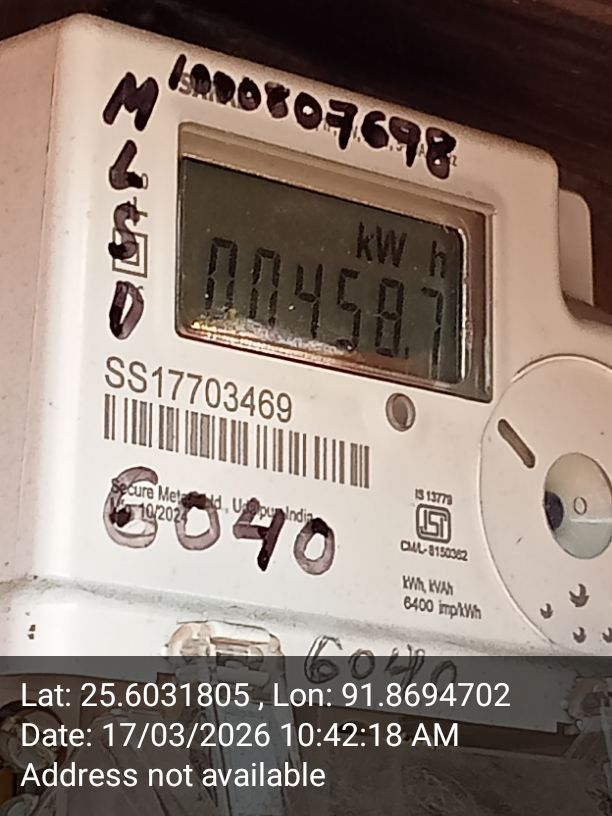 1000807698
M
L
S
D
kW h
00458.7
SS17703469
Secure Meters Ltd., Udaipur, India
10/2024
6040
IS 13779
CM/L- 8150362
kWh, kVAh
6400 imp/kWh
6040
Lat: 25.6031805 , Lon: 91.8694702
Date: 17/03/2026 10:42:18 AM
Address not available